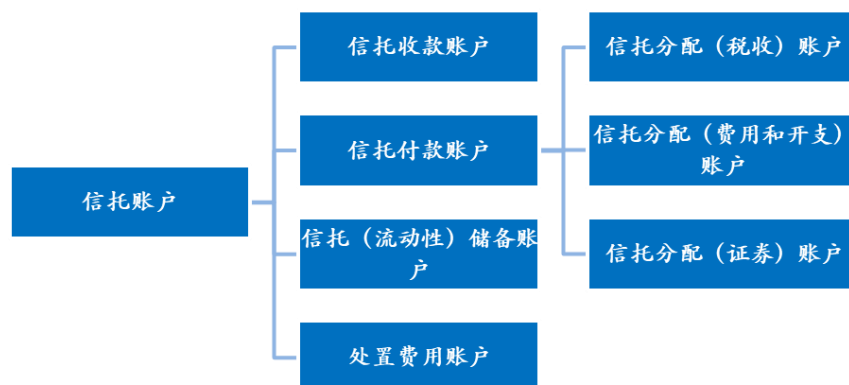 信托账户
信托收款账户
信托付款账户
信托（流动性）储备账
户
处置费用账户
信托分配（税收）账户
信托分配（费用和开支）
账户
信托分配（证券）账户